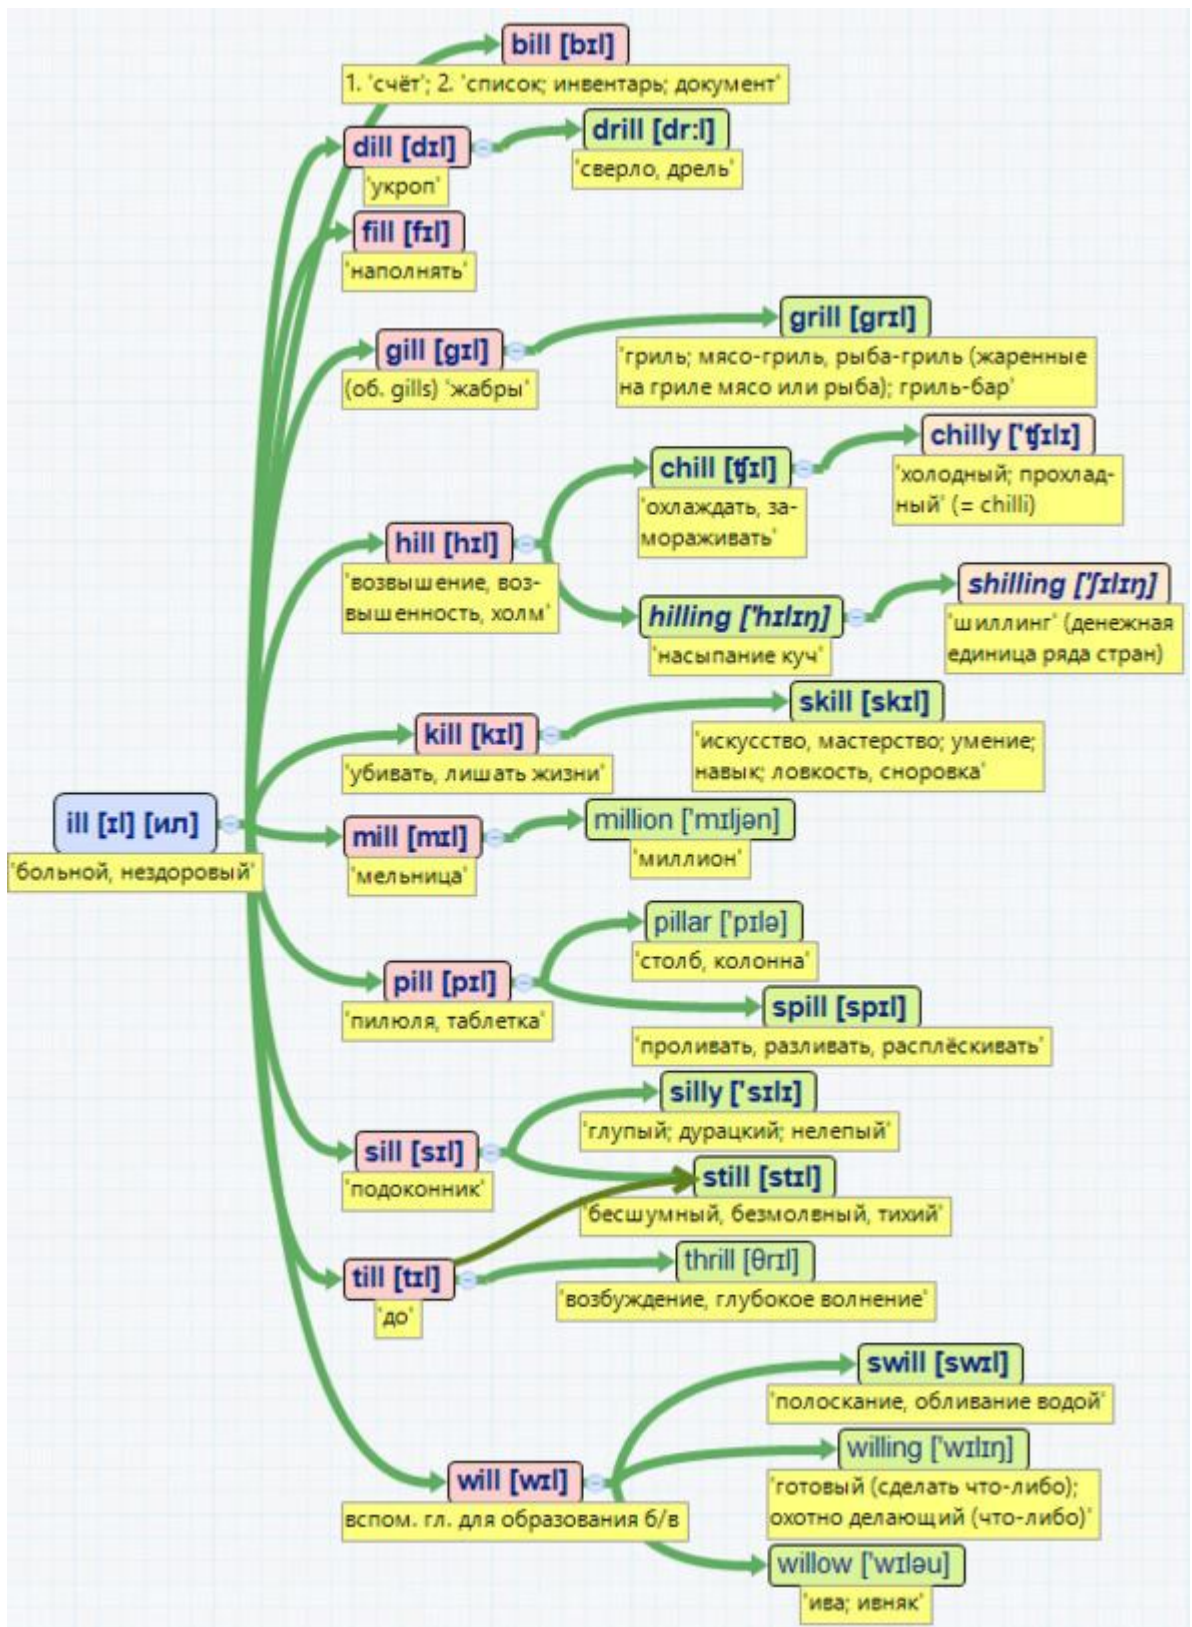 bill [bɪl]
1. 'счёт'; 2. 'список; инвентарь; документ'
dill [dɪl]
'укроп'
drill [dr:l]
'сверло, дрель'
fill [fɪl]
'наполнять'
gill [gɪl]
(об. gills) 'жабры'
grill [grɪl]
'гриль; мясо-гриль, рыба-гриль (жаренные
на гриле мясо или рыба); гриль-бар'
hill [hɪl]
'возвышение, воз-
вышенность, холм'
chill [ʧɪl]
'охлаждать, за-
мораживать'
chilly ['ʧɪlɪ]
'холодный; прохлад-
ный' (= chilli)
hilling ['hɪlɪŋ]
'насыпание куч'
shilling ['ʃɪlɪŋ]
'шиллинг' (денежная
единица ряда стран)
kill [kɪl]
'убивать, лишать жизни'
skill [skɪl]
'искусство, мастерство; умение;
навык; ловкость, сноровка'
ill [ɪl] [ил]
'больной, нездоровый'
mill [mɪl]
'мельница'
million ['mɪljən]
'миллион'
pill [pɪl]
'пилюля, таблетка'
pillar ['pɪlə]
'столб, колонна'
spill [spɪl]
'проливать, разливать, расплёскивать'
sill [sɪl]
'подоконник'
silly ['sɪlɪ]
'глупый; дурацкий; нелепый'
still [stɪl]
'бесшумный, безмолвный, тихий'
till [tɪl]
'до'
thrill [θrɪl]
'возбуждение, глубокое волнение'
will [wɪl]
вспом. гл. для образования б/в
swill [swɪl]
'полоскание, обливание водой'
willing ['wɪlɪŋ]
'готовый (сделать что-либо);
охотно делающий (что-либо)'
willow ['wɪləu]
'ива; ивняк'